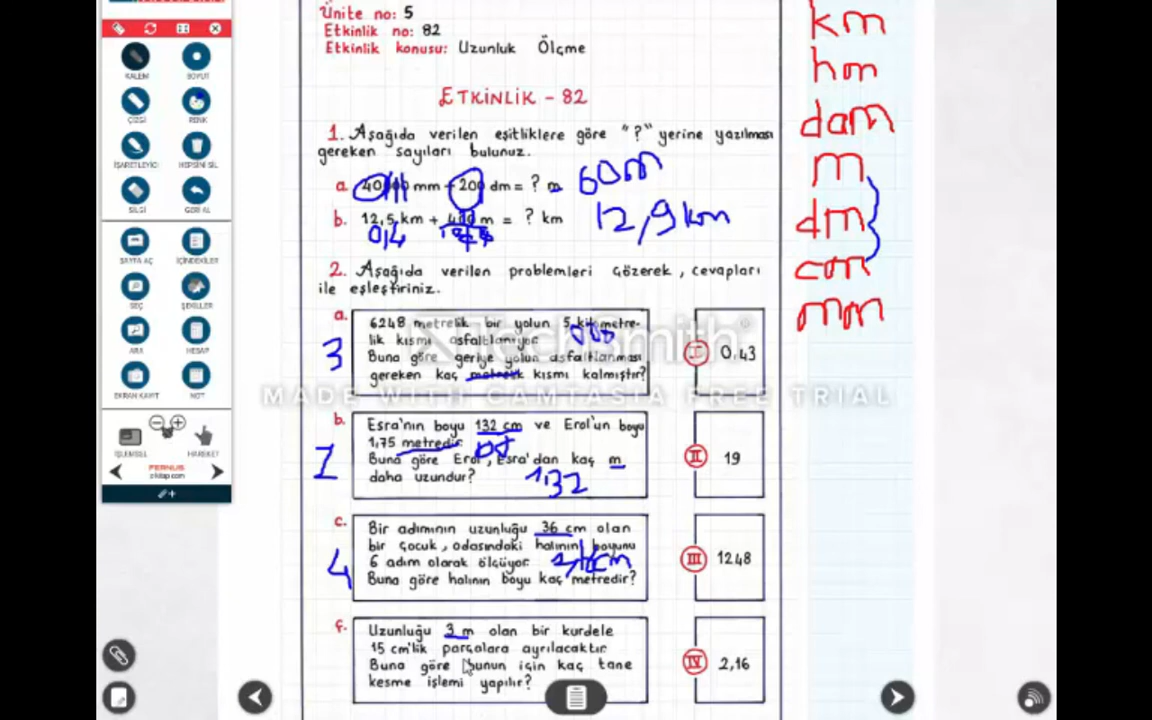 Ünite no: 5
Etkinlik no: 82
Etkinlik konusu: Uzunluk Ölçme
ETKİNLİK - 82
1. Aşağıda verilen eşitliklere göre "?" yerine yazılması
gereken sayıları bulunuz.
a. 40 mm + 200 dm = ? m 60m
b. 12,5 km + 400 m = ? km 12,9 km
0,4
2. Aşağıda verilen problemleri çözerek, cevapları
ile eşleştiriniz.
a. 6248 metrelik bir yolun 5 kilometre-
lik kısmı asfaltlanıyor.
Buna göre geriye yolun asfaltlanması
gereken kaç metrelik kısmı kalmıştır?
3
I 0,43
TechSmith
MADE WITH CAMTASIA FREE TRIAL
b. Esra'nın boyu 132 cm ve Erol'un boyu
1,75 metredir.
Buna göre Erol, Esra'dan kaç m
daha uzundur?
1
1,32
II 19
c. Bir adımının uzunluğu 36 cm olan
bir çocuk, odasındaki halının boyunu
6 adım olarak ölçüyor.
Buna göre halının boyu kaç metredir?
4
III 1248
ç. Uzunluğu 3 m olan bir kurdele
15 cm'lik parçalara ayrılacaktır.
Buna göre bunun için kaç tane
kesme işlemi yapılır?
IV 2,16
km
hm
dam
m
dm
cm
mm
KALEM
BOYUT
ÇİZGİ
RENK
İŞARETLEYİCİ
HEPSİNİ SİL
SİLGİ
GERİ AL
SAYFA AÇ
İÇİNDEKİLER
SEÇ
ŞEKİLLER
ARA
HESAP
EKRAN KAYIT
NOT
İŞLEMSEL
HAREKET
FERNUS